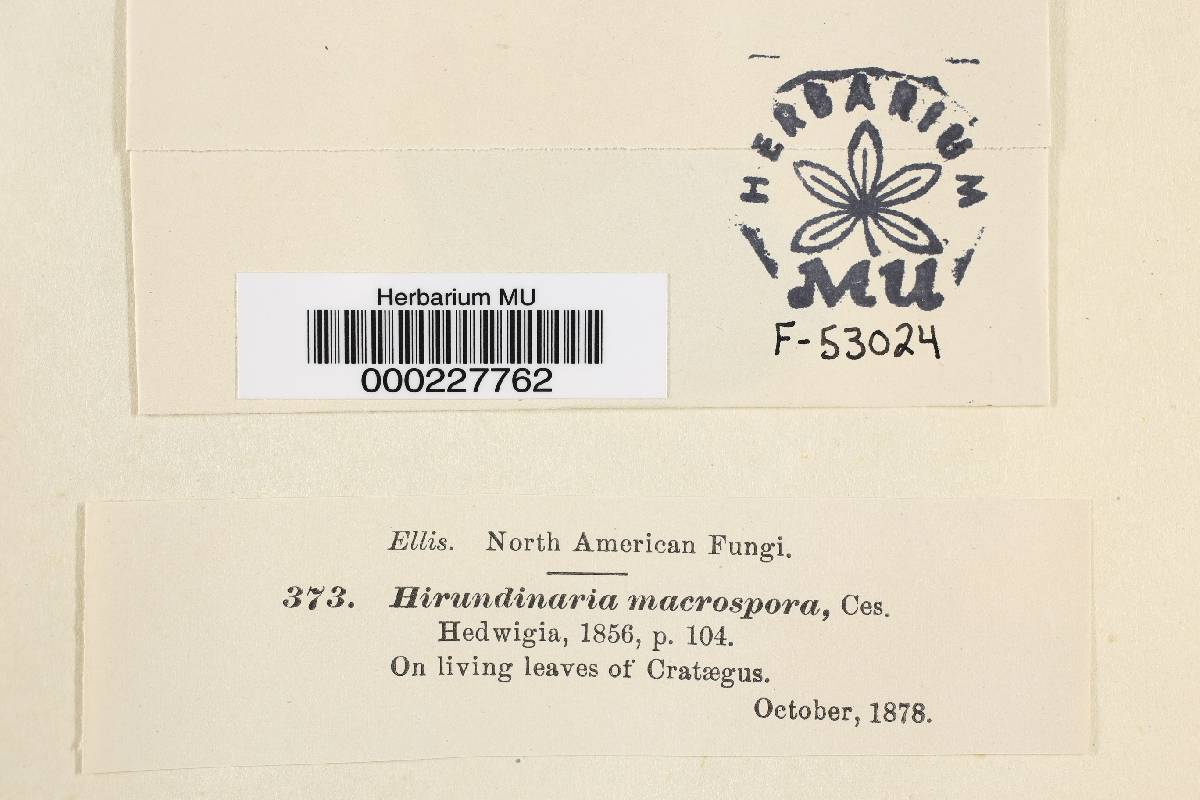 HERBARIUM
MU
F-53024
Herbarium MU
000227762
Ellis. North American Fungi.
373. Hirundinaria macrospora, Ces.
Hedwigia, 1856, p. 104.
On living leaves of Cratægus.
October, 1878.